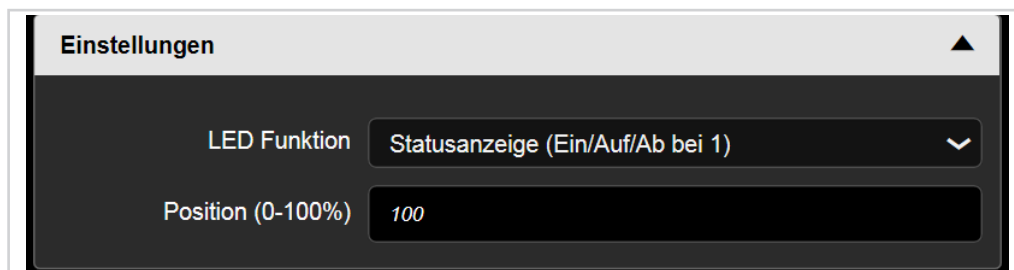 Einstellungen
LED Funktion Statusanzeige (Ein/Auf/Ab bei 1)
Position (0-100%) 100